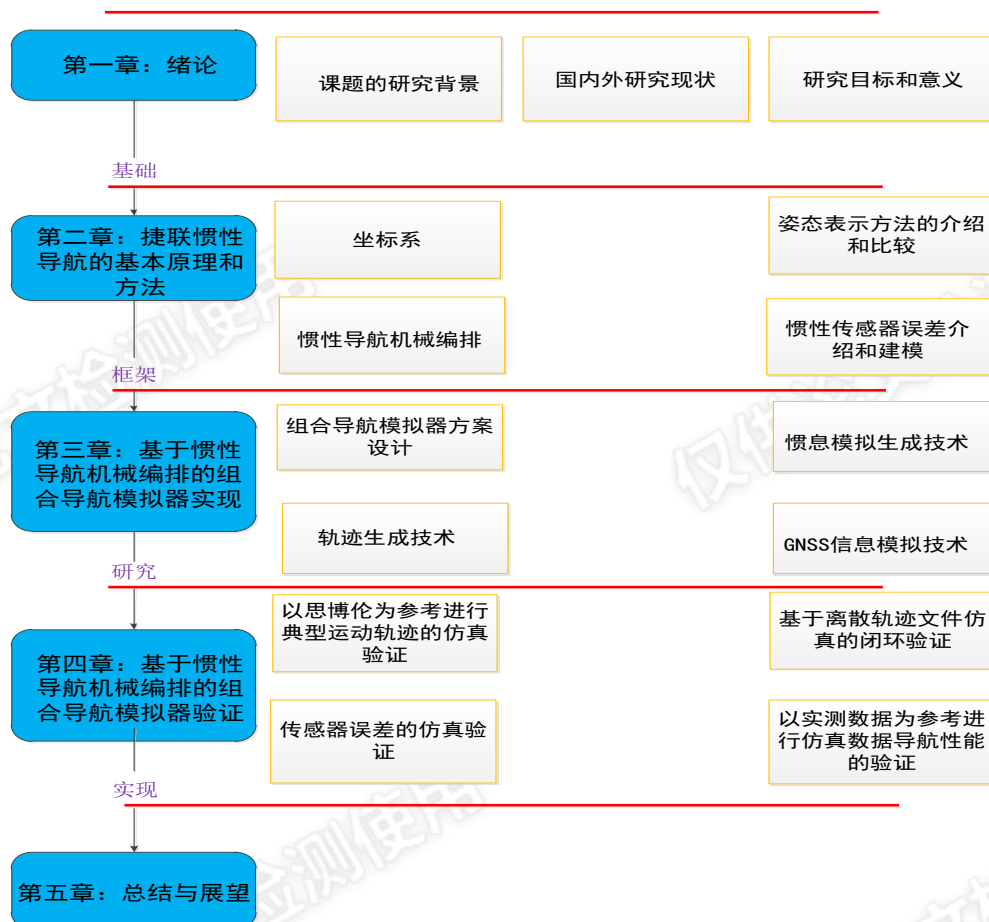 第一章：绪论
课题的研究背景
国内外研究现状
研究目标和意义
基础
第二章：捷联惯性
导航的基本原理和
方法
坐标系
姿态表示方法的介绍
和比较
惯性导航机械编排
惯性传感器误差介
绍和建模
框架
第三章：基于惯性
导航机械编排的组
合导航模拟器实现
组合导航模拟器方案
设计
惯息模拟生成技术
轨迹生成技术
GNSS信息模拟技术
研究
第四章：基于惯性
导航机械编排的组
合导航模拟器验证
以思博伦为参考进行
典型运动轨迹的仿真
验证
基于离散轨迹文件仿
真的闭环验证
传感器误差的仿真验
证
以实测数据为参考进
行仿真数据导航性能
的验证
实现
第五章：总结与展望